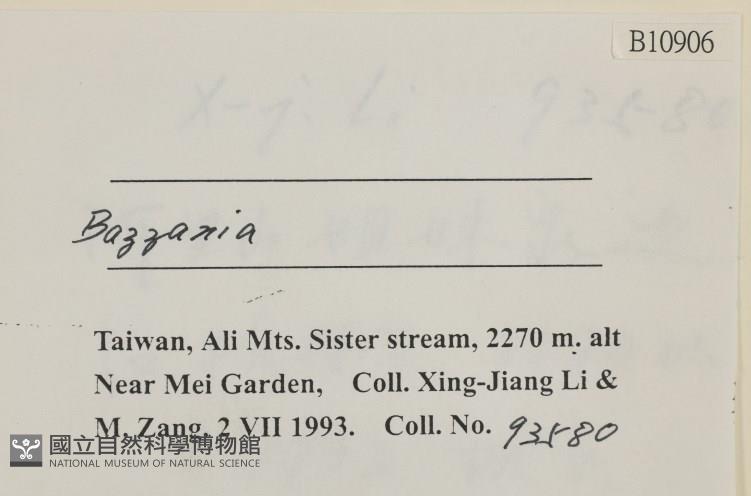 B10906
Bazzania
Taiwan, Ali Mts. Sister stream, 2270 m. alt
Near Mei Garden, Coll. Xing-Jiang Li &
M. Zang, 2 VII 1993. Coll. No. 93580
國立自然科學博物館
NATIONAL MUSEUM OF NATURAL SCIENCE